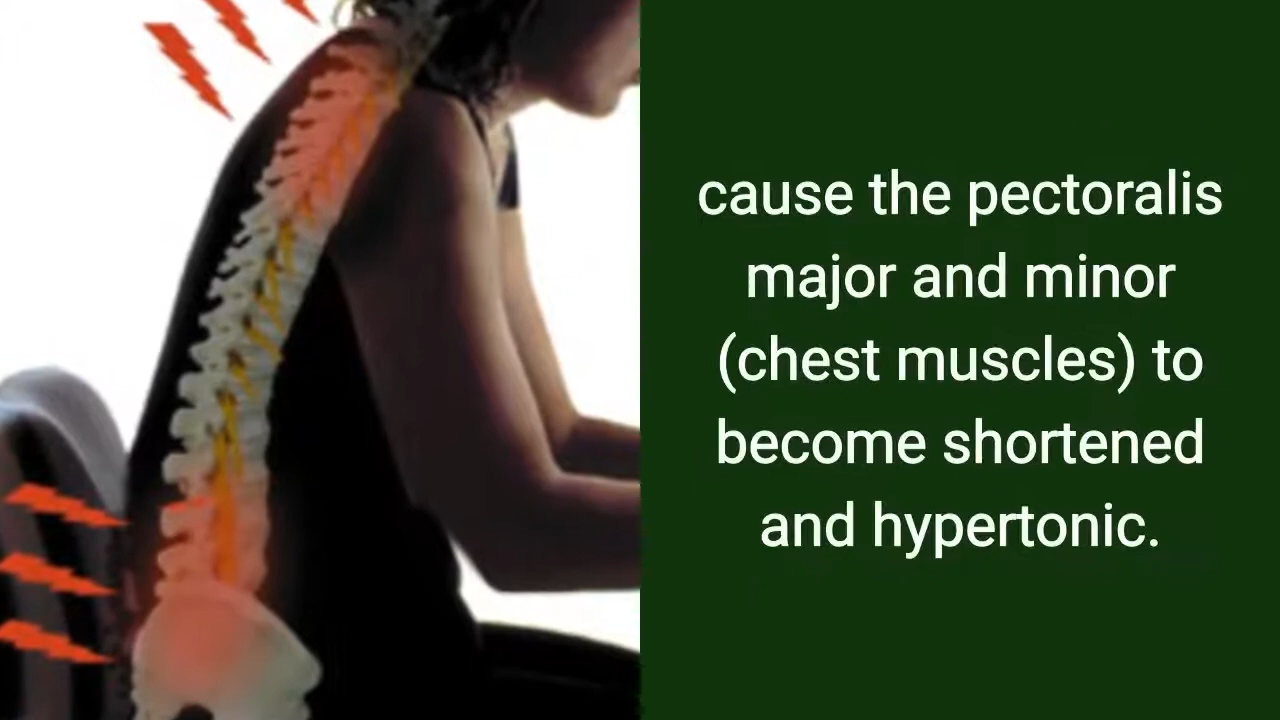 cause the pectoralis
major and minor
(chest muscles) to
become shortened
and hypertonic.